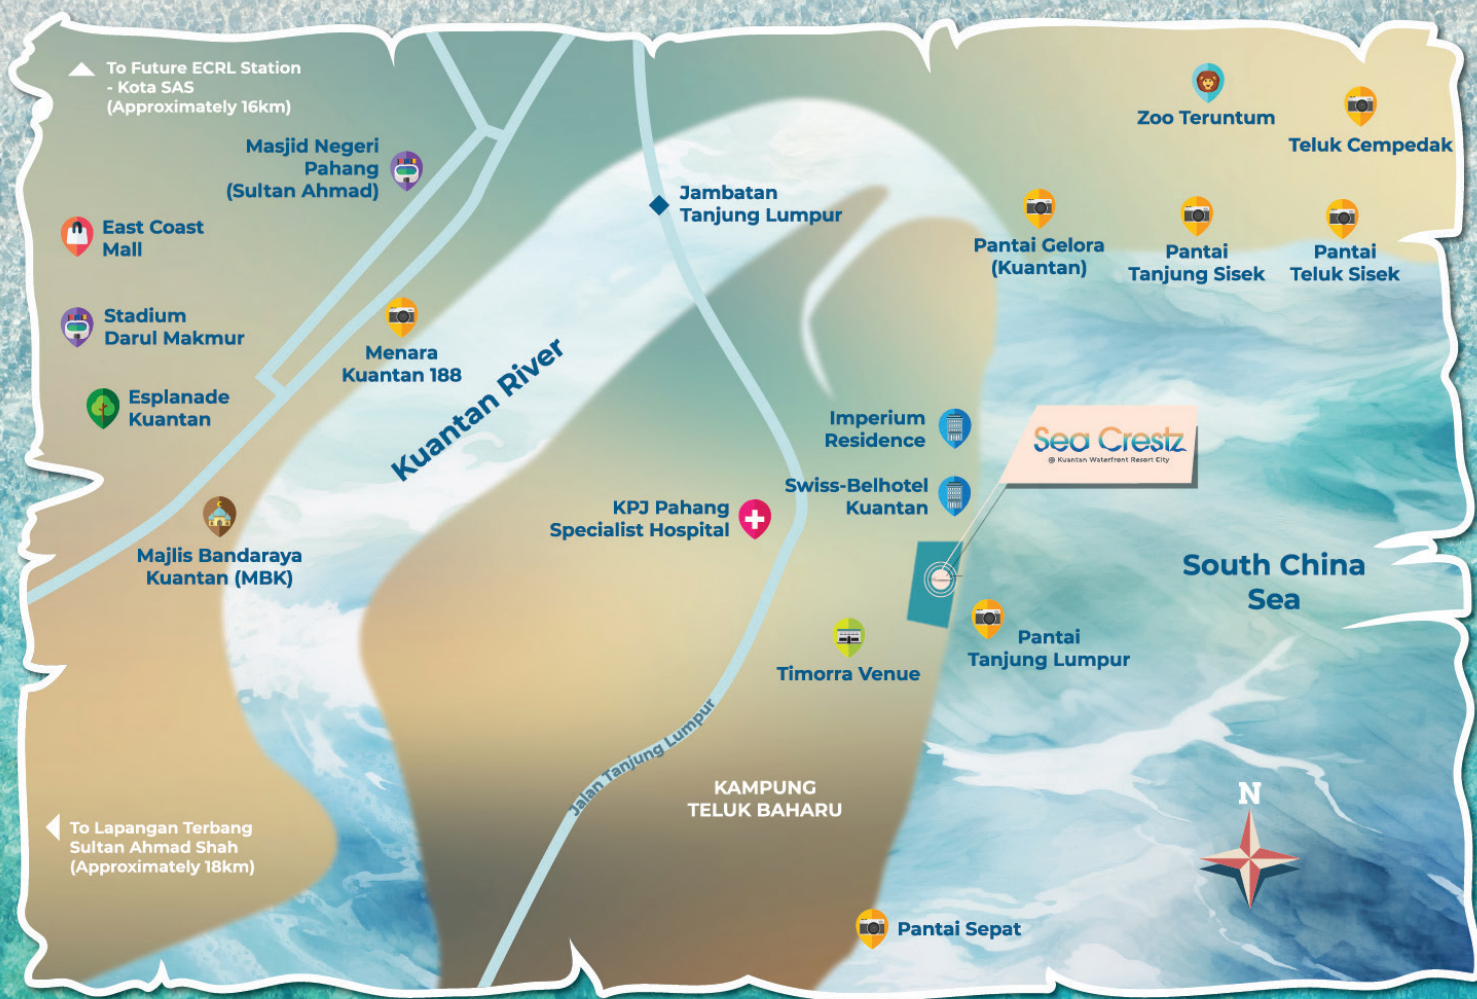 To Future ECRL Station
- Kota SAS
(Approximately 16km)
Zoo Teruntum
Teluk Cempedak
Masjid Negeri
Pahang
(Sultan Ahmad)
Jambatan
Tanjung Lumpur
East Coast
Mall
Pantai Gelora
(Kuantan)
Pantai
Tanjung Sisek
Pantai
Teluk Sisek
Stadium
Darul Makmur
Menara
Kuantan 188
Kuantan River
Esplanade
Kuantan
Imperium
Residence
Sea Crestz
@ Kuantan Waterfront Resort City
Swiss-Belhotel
Kuantan
KPJ Pahang
Specialist Hospital
Majlis Bandaraya
Kuantan (MBK)
South China
Sea
Pantai
Tanjung Lumpur
Timorra Venue
Jalan Tanjung Lumpur
KAMPUNG
TELUK BAHARU
N
To Lapangan Terbang
Sultan Ahmad Shah
(Approximately 18km)
Pantai Sepat